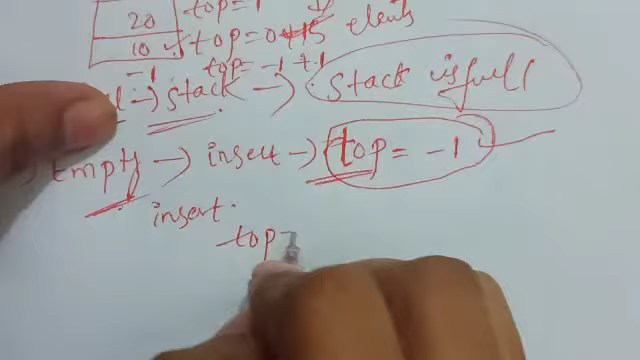 20 top=1
10 top=0
-1 top=-1+1
stack -> stack is full
Empty -> insert -> top = -1
insert.
top